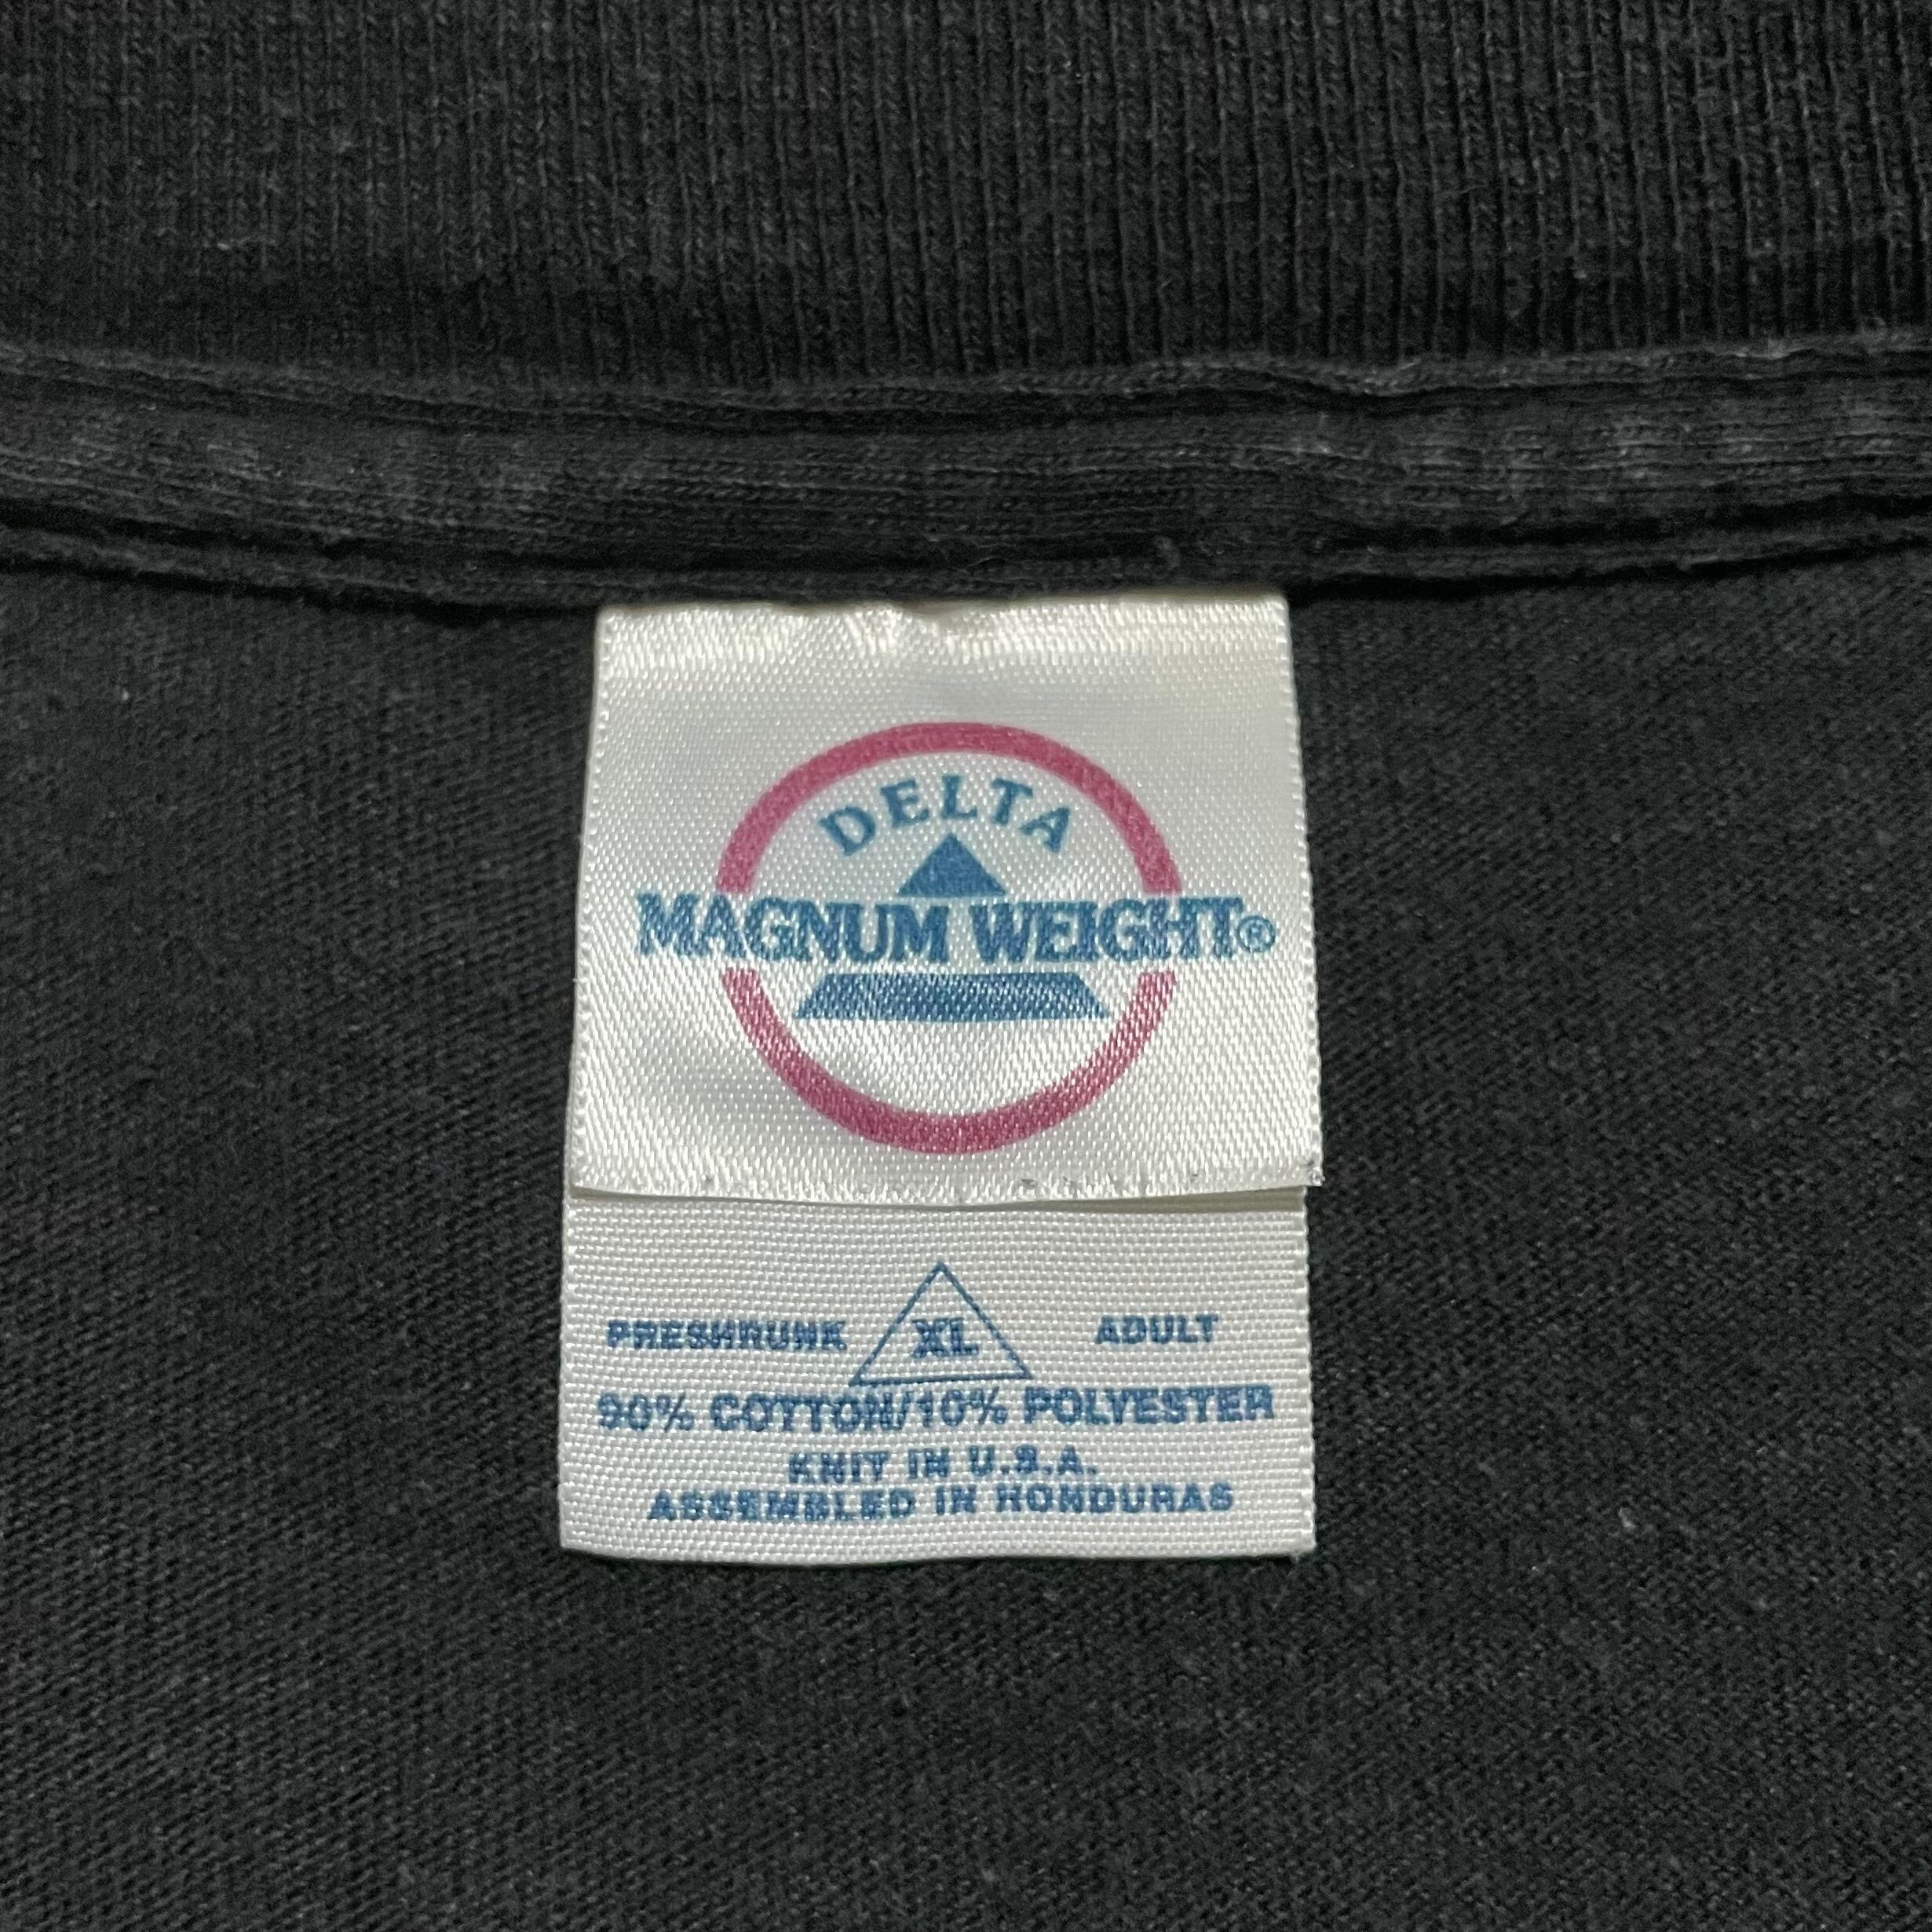 DELTA
MAGNUM WEIGHT®
PRESHRUNK XL ADULT
90% COTTON/10% POLYESTER
KNIT IN U.S.A.
ASSEMBLED IN HONDURAS